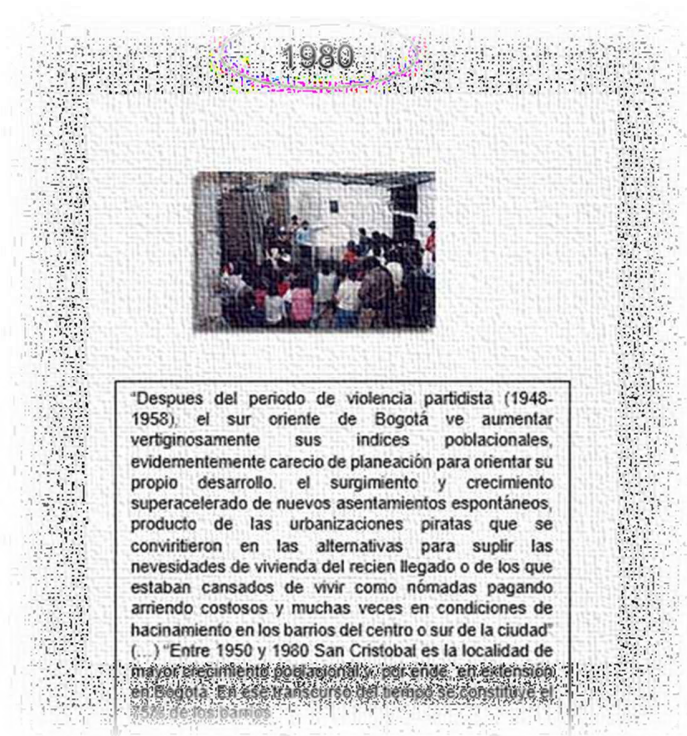 1980
“Despues del periodo de violencia partidista (1948-
1958), el sur oriente de Bogotá ve aumentar
vertiginosamente sus indices poblacionales,
evidementemente carecio de planeación para orientar su
propio desarrollo. el surgimiento y crecimiento
superacelerado de nuevos asentamientos espontáneos,
producto de las urbanizaciones piratas que se
conviritieron en las alternativas para suplir las
nevesidades de vivienda del recien llegado o de los que
estaban cansados de vivir como nómadas pagando
arriendo costosos y muchas veces en condiciones de
hacinamiento en los barrios del centro o sur de la ciudad”
(...) “Entre 1950 y 1980 San Cristobal es la localidad de
mayor crecimiento poblacional y, por ende, en extensión
en Bogotá. En ese transcurso del tiempo se constituye el
75% de los barrios